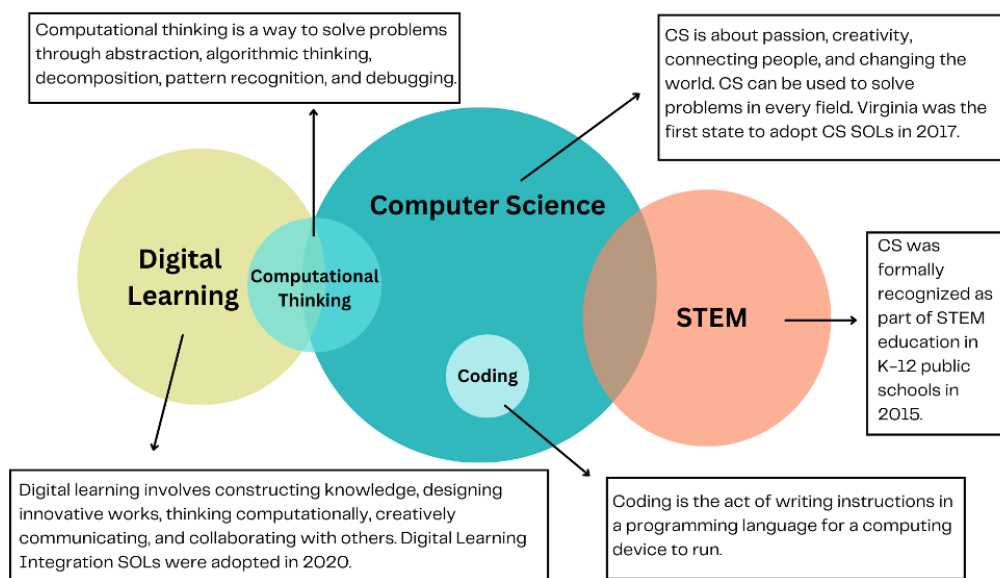 Computational thinking is a way to solve problems
through abstraction, algorithmic thinking,
decomposition, pattern recognition, and debugging.
CS is about passion, creativity,
connecting people, and changing the
world. CS can be used to solve
problems in every field. Virginia was the
first state to adopt CS SOLs in 2017.
Computer Science
Digital
Learning
Computational
Thinking
STEM
Coding
CS was
formally
recognized as
part of STEM
education in
K-12 public
schools in
2015.
Digital learning involves constructing knowledge, designing
innovative works, thinking computationally, creatively
communicating, and collaborating with others. Digital Learning
Integration SOLs were adopted in 2020.
Coding is the act of writing instructions in
a programming language for a computing
device to run.